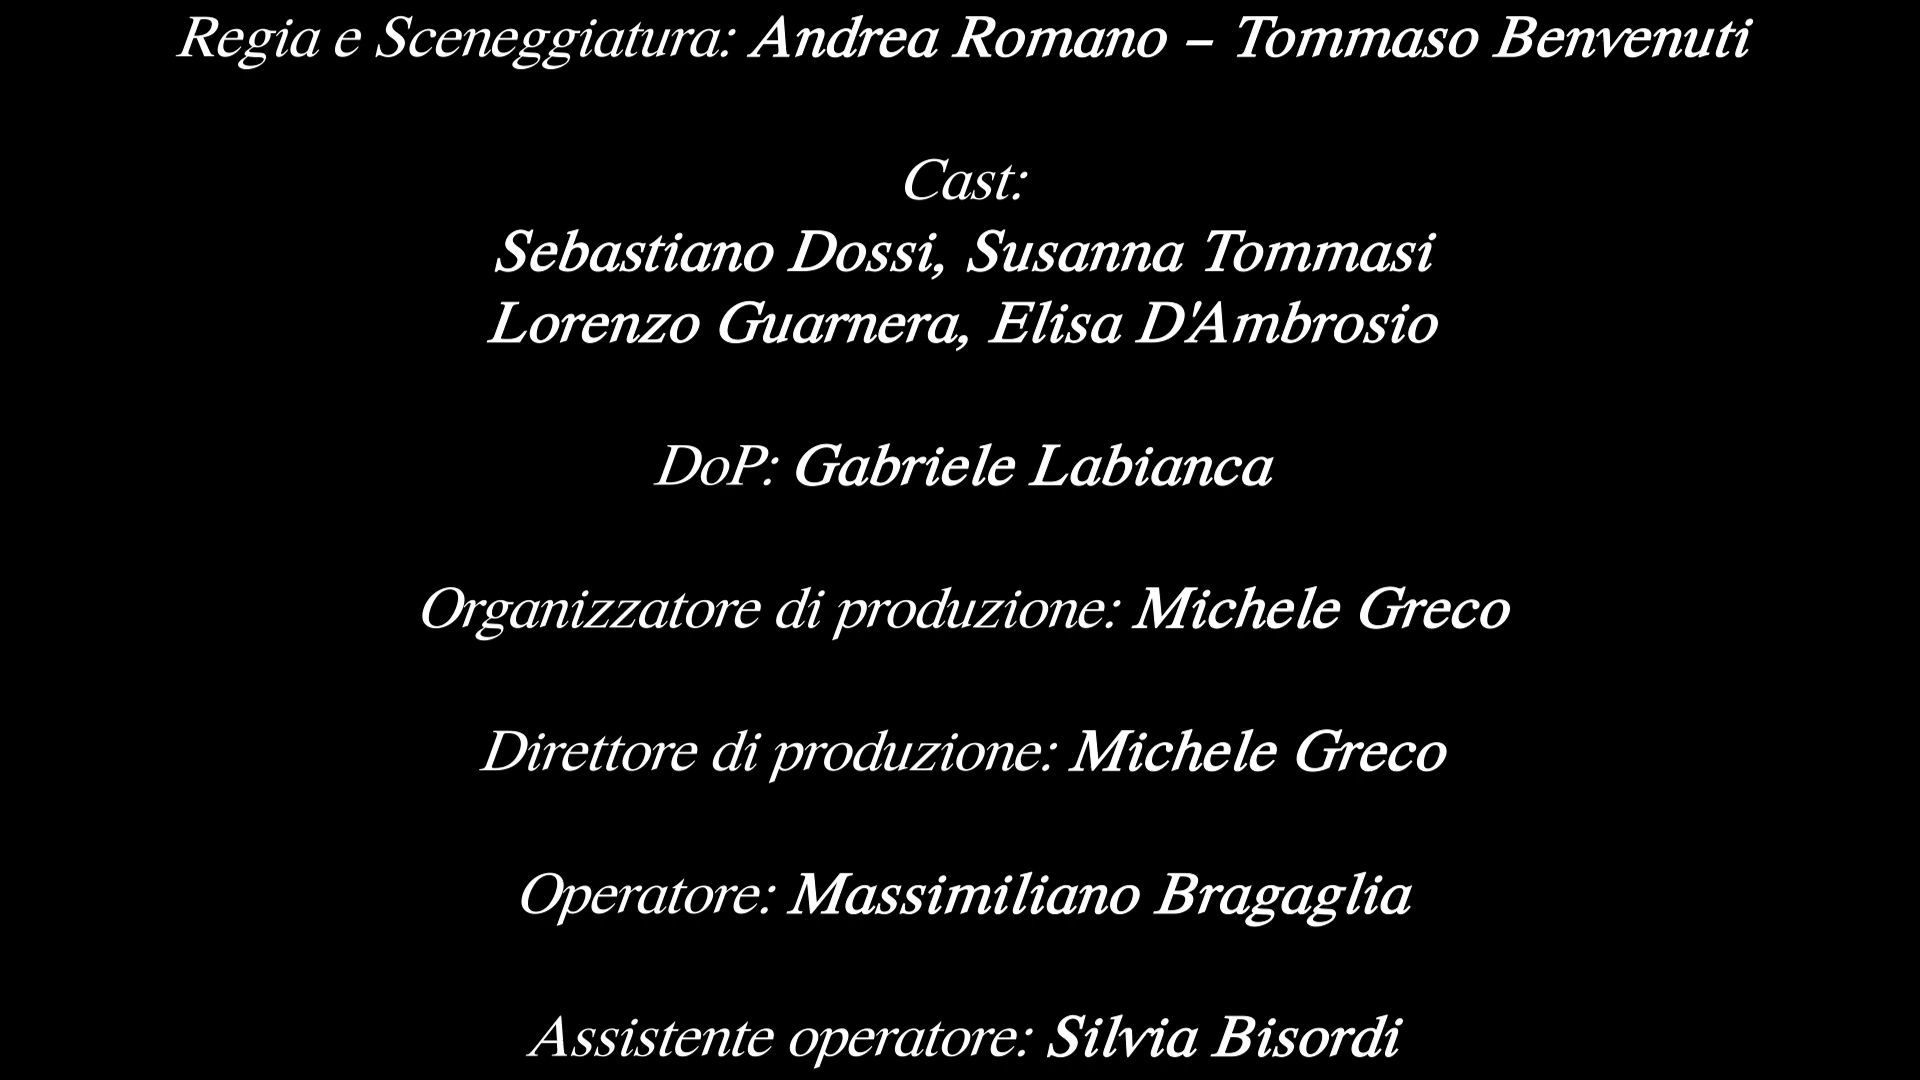 Regia e Sceneggiatura: Andrea Romano – Tommaso Benvenuti
Cast:
Sebastiano Dossi, Susanna Tommasi
Lorenzo Guarnera, Elisa D'Ambrosio
DoP: Gabriele Labianca
Organizzatore di produzione: Michele Greco
Direttore di produzione: Michele Greco
Operatore: Massimiliano Bragaglia
Assistente operatore: Silvia Bisordi